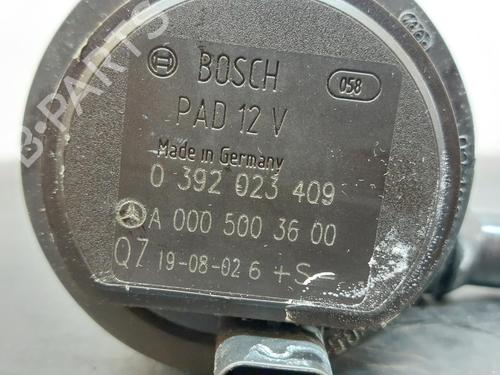 B-PARTS
BOSCH 058
PAD 12 V
Made in Germany
0 392 023 409
A 000 500 36 00
Q7 19-08-02 6 +S